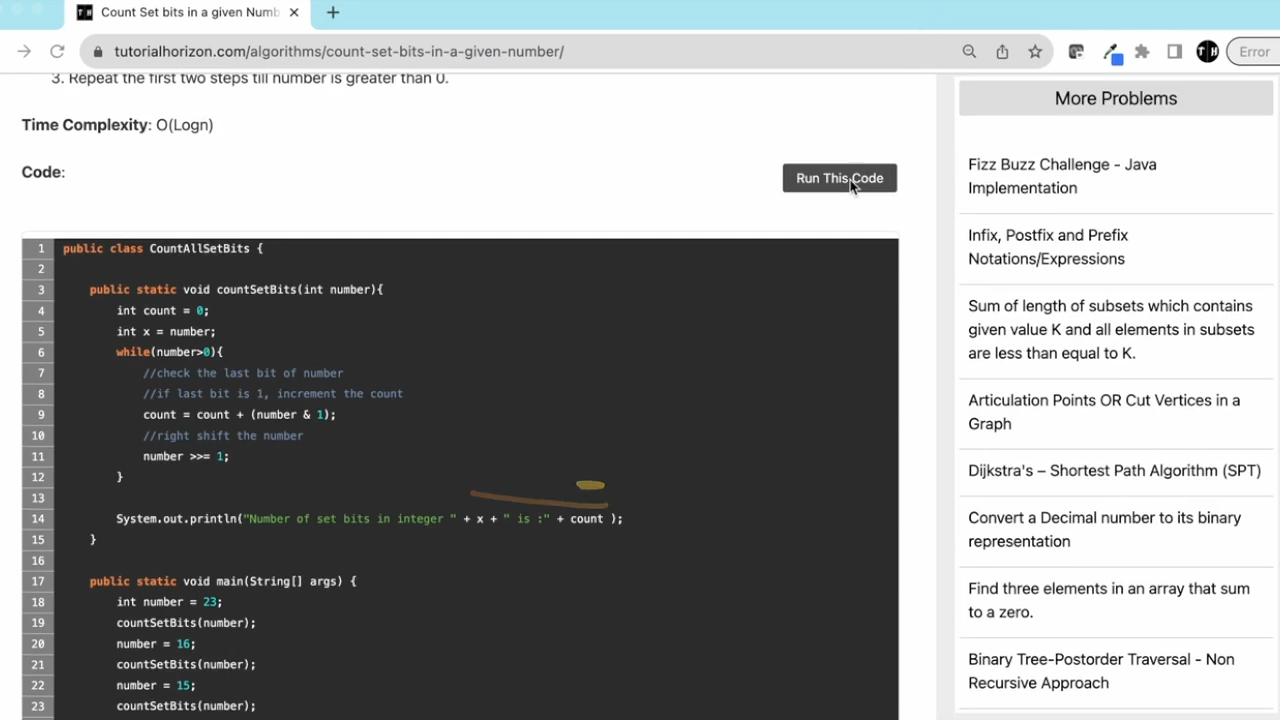 Count Set bits in a given Numb
tutorialhorizon.com/algorithms/count-set-bits-in-a-given-number/
Error
3. Repeat the first two steps till number is greater than 0.
Time Complexity: O(Logn)
Code:
Run This Code
1 public class CountAllSetBits {
2
3 public static void countSetBits(int number){
4 int count = 0;
5 int x = number;
6 while(number>0){
7 //check the last bit of number
8 //if last bit is 1, increment the count
9 count = count + (number & 1);
10 //right shift the number
11 number >>= 1;
12 }
13
14 System.out.println("Number of set bits in integer " + x + " is :" + count );
15 }
16
17 public static void main(String[] args) {
18 int number = 23;
19 countSetBits(number);
20 number = 16;
21 countSetBits(number);
22 number = 15;
23 countSetBits(number);
More Problems
Fizz Buzz Challenge - Java
Implementation
Infix, Postfix and Prefix
Notations/Expressions
Sum of length of subsets which contains
given value K and all elements in subsets
are less than equal to K.
Articulation Points OR Cut Vertices in a
Graph
Dijkstra's – Shortest Path Algorithm (SPT)
Convert a Decimal number to its binary
representation
Find three elements in an array that sum
to a zero.
Binary Tree-Postorder Traversal - Non
Recursive Approach